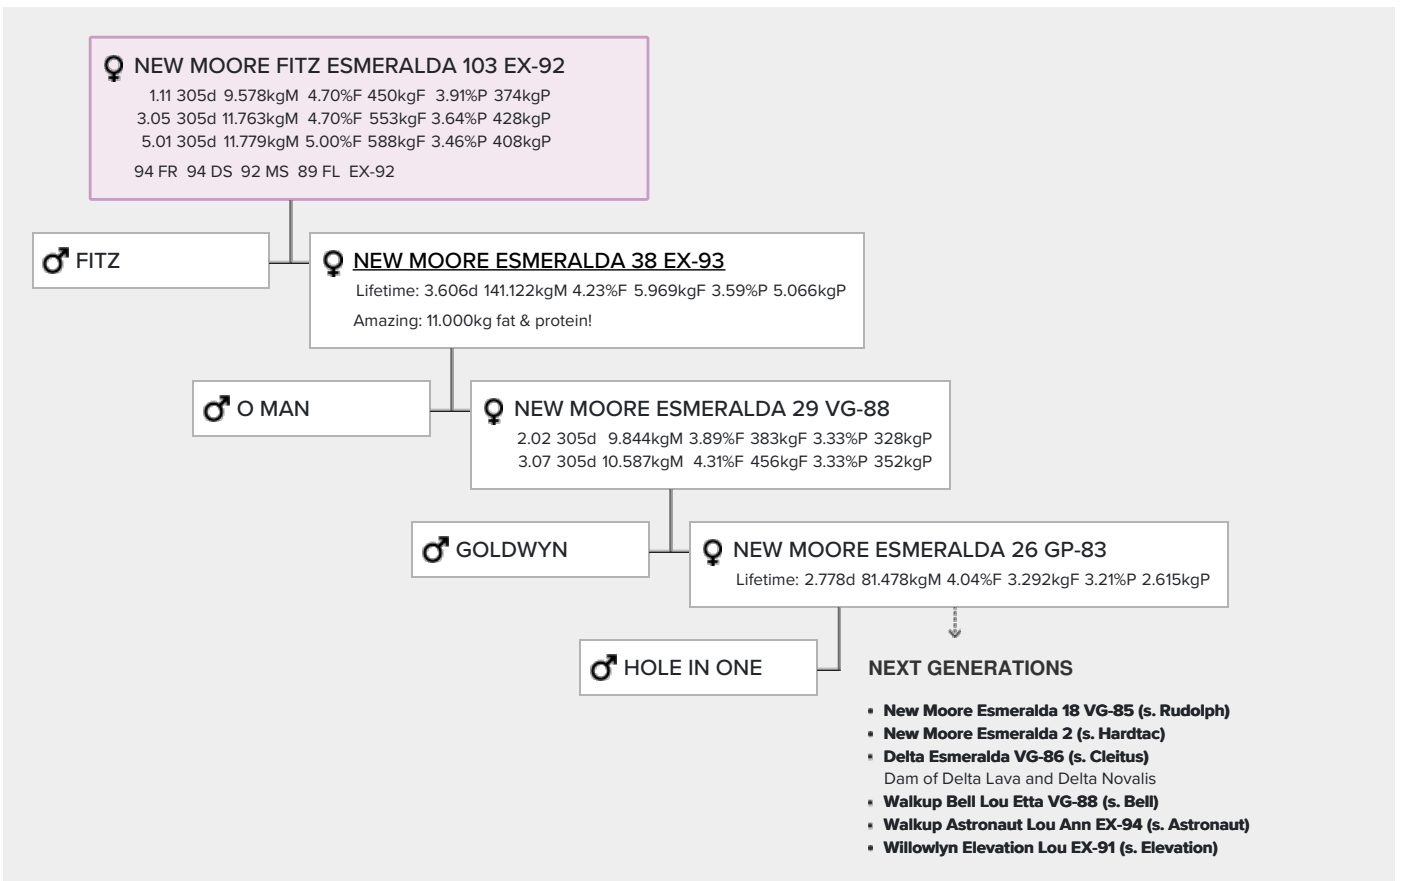 NEW MOORE FITZ ESMERALDA 103 EX-92
1.11 305d 9.578kgM 4.70%F 450kgF 3.91%P 374kgP
3.05 305d 11.763kgM 4.70%F 553kgF 3.64%P 428kgP
5.01 305d 11.779kgM 5.00%F 588kgF 3.46%P 408kgP
94 FR 94 DS 92 MS 89 FL EX-92
FITZ
NEW MOORE ESMERALDA 38 EX-93
Lifetime: 3.606d 141.122kgM 4.23%F 5.969kgF 3.59%P 5.066kgP
Amazing: 11.000kg fat & protein!
O MAN
NEW MOORE ESMERALDA 29 VG-88
2.02 305d 9.844kgM 3.89%F 383kgF 3.33%P 328kgP
3.07 305d 10.587kgM 4.31%F 456kgF 3.33%P 352kgP
GOLDWYN
NEW MOORE ESMERALDA 26 GP-83
Lifetime: 2.778d 81.478kgM 4.04%F 3.292kgF 3.21%P 2.615kgP
HOLE IN ONE
NEXT GENERATIONS
• New Moore Esmeralda 18 VG-85 (s. Rudolph)
• New Moore Esmeralda 2 (s. Hardtac)
• Delta Esmeralda VG-86 (s. Cleitus)
Dam of Delta Lava and Delta Novalis
• Walkup Bell Lou Etta VG-88 (s. Bell)
• Walkup Astronaut Lou Ann EX-94 (s. Astronaut)
• Willowlyn Elevation Lou EX-91 (s. Elevation)